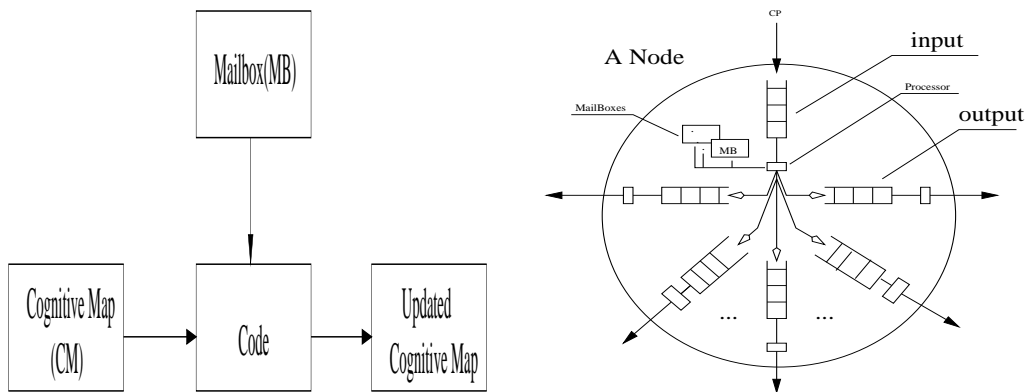 Mailbox(MB)
Cognitive Map
(CM)
Code
Updated
Cognitive Map
CP
input
A Node
Processor
MailBoxes
output
MB
...
...